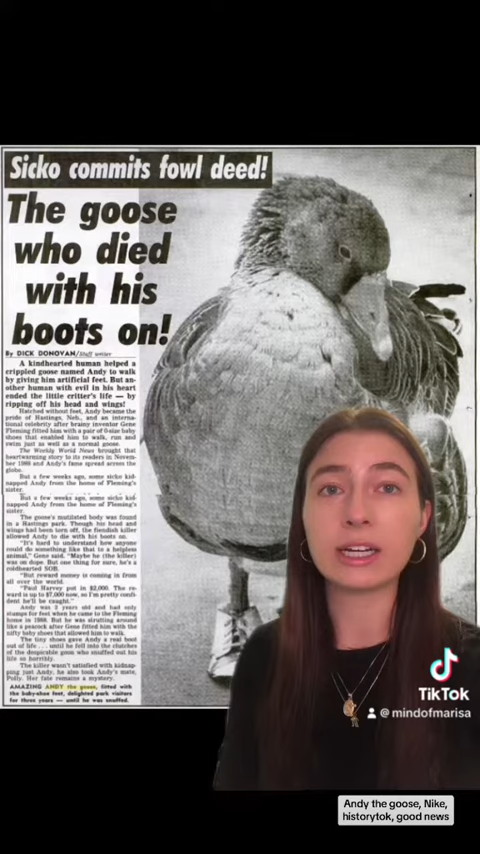 Sicko commits fowl deed!
The goose
who died
with his
boots on!
By DICK DONOVAN/Staff writer
A kindhearted human helped a
crippled goose named Andy to walk
by giving him artificial feet. But an-
other human with evil in his heart
ended the little critter's life — by
ripping off his head and wings!
Hatched without feet, Andy became the
pride of Hastings, Neb., and an interna-
tional celebrity after brainy inventor Gene
Fleming fitted him with a pair of 0-size baby
shoes that enabled him to walk, run and
swim just as well as a normal goose.
The Weekly World News brought that
heartwarming story to its readers in Novem-
ber 1988 and Andy's fame spread across the
globe.
But a few weeks ago, some sicko kid-
napped Andy from the home of Fleming's
sister.
But a few weeks ago, some sicko kid-
napped Andy from the home of Fleming's
sister.
The goose's mutilated body was found
in a Hastings park. Though his head and
wings had been torn off, the fiendish killer
allowed Andy to die with his boots on.
"It's hard to understand how anyone
could do something like that to a helpless
animal," Gene said. "Maybe he (the killer)
was on dope. But one thing for sure, he's a
coldhearted SOB.
"But reward money is coming in from
all over the world.
"Paul Harvey put in $2,000. The re-
ward is up to $7,000 now, so I'm pretty confi-
dent he'll be caught."
Andy was 2 years old and had only
stumps for feet when he came to the Fleming
home in 1988. But he was strutting around
like a peacock after Gene fitted him with the
nifty baby shoes that allowed him to walk.
The tiny shoes gave Andy a real boot
out of life . . . until he fell into the clutches
of the despicable goon who snuffed out his
life so horribly.
The killer wasn't satisfied with kidnap-
ping just Andy, he also took Andy's mate,
Polly. Her fate remains a mystery.
AMAZING ANDY the goose, fitted with
the baby-shoe feet, delighted park visitors
for three years — until he was snuffed.
TikTok
@mindofmarisa
Andy the goose, Nike,
historytok, good news